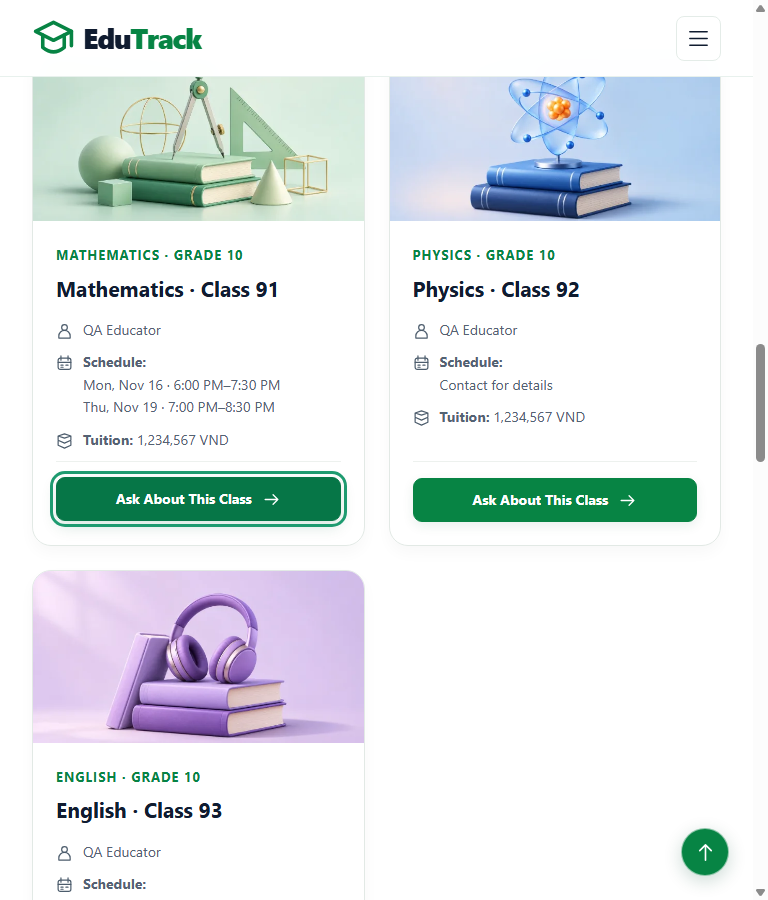 EduTrack
MATHEMATICS · GRADE 10
Mathematics · Class 91
QA Educator
Schedule:
Mon, Nov 16 · 6:00 PM–7:30 PM
Thu, Nov 19 · 7:00 PM–8:30 PM
Tuition: 1,234,567 VND
Ask About This Class
PHYSICS · GRADE 10
Physics · Class 92
QA Educator
Schedule:
Contact for details
Tuition: 1,234,567 VND
Ask About This Class
ENGLISH · GRADE 10
English · Class 93
QA Educator
Schedule: